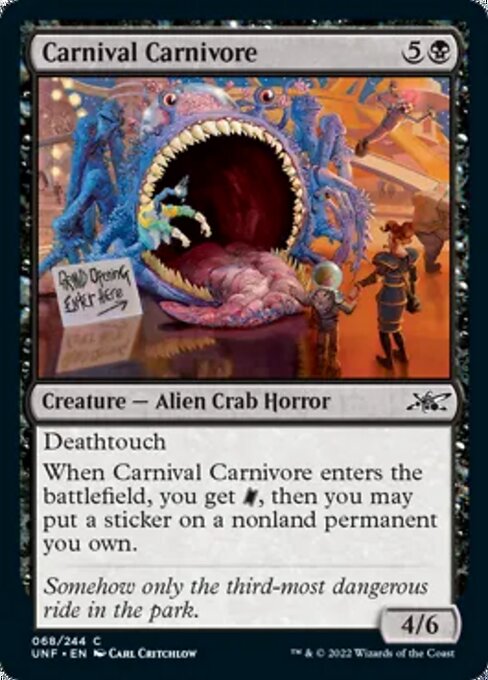 Carnival Carnivore 5
GRAND OPENING
ENTER HERE
Creature — Alien Crab Horror
Deathtouch
When Carnival Carnivore enters the
battlefield, you get , then you may
put a sticker on a nonland permanent
you own.
Somehow only the third-most dangerous
ride in the park.
4/6
068/244 C
UNF • EN Carl Critchlow
™ & © 2022 Wizards of the Coast